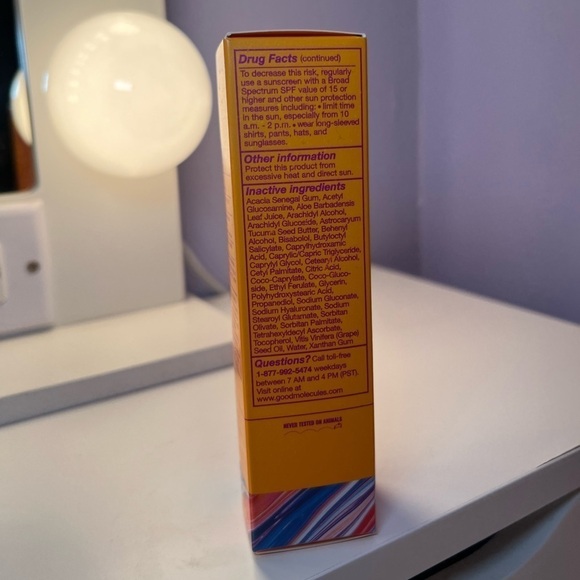 Drug Facts (continued)
To decrease this risk, regularly
use a sunscreen with a Broad
Spectrum SPF value of 15 or
higher and other sun protection
measures including: • limit time
in the sun, especially from 10
a.m. - 2 p.m. • wear long-sleeved
shirts, pants, hats, and
sunglasses.
Other information
Protect this product from
excessive heat and direct sun.
Inactive ingredients
Acacia Senegal Gum, Acetyl
Glucosamine, Aloe Barbadensis
Leaf Juice, Arachidyl Alcohol,
Arachidyl Glucoside, Astrocaryum
Tucuma Seed Butter, Behenyl
Alcohol, Bisabolol, Butyloctyl
Salicylate, Caprylhydroxamic
Acid, Caprylic/Capric Triglyceride,
Caprylyl Glycol, Cetearyl Alcohol,
Cetyl Palmitate, Citric Acid,
Coco-Caprylate, Coco-Gluco-
side, Ethyl Ferulate, Glycerin,
Polyhydroxystearic Acid,
Propanediol, Sodium Gluconate,
Sodium Hyaluronate, Sodium
Stearoyl Glutamate, Sorbitan
Olivate, Sorbitan Palmitate,
Tetrahexyldecyl Ascorbate,
Tocopherol, Vitis Vinifera (Grape)
Seed Oil, Water, Xanthan Gum
Questions? Call toll-free
1-877-992-5474 weekdays
between 7 AM and 4 PM (PST).
Visit online at
www.goodmolecules.com
NEVER TESTED ON ANIMALS